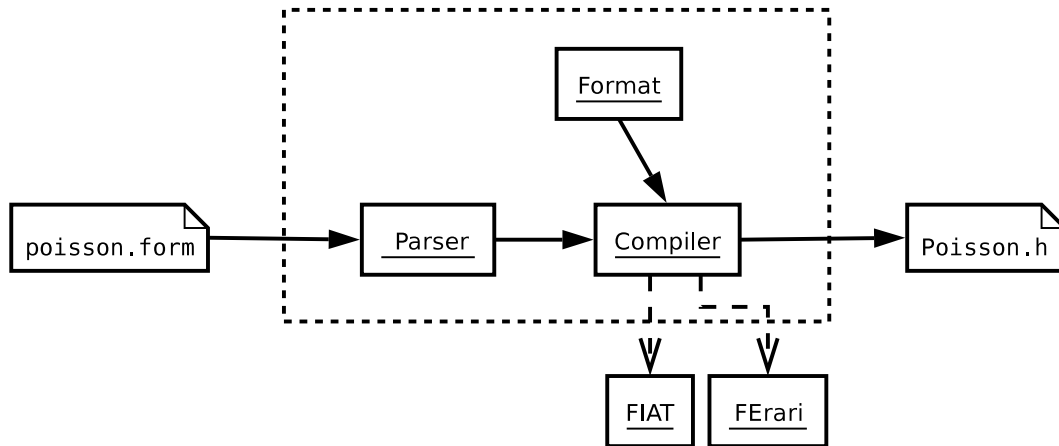 Format
poisson.form
Parser
Compiler
Poisson.h
FIAT
FErari